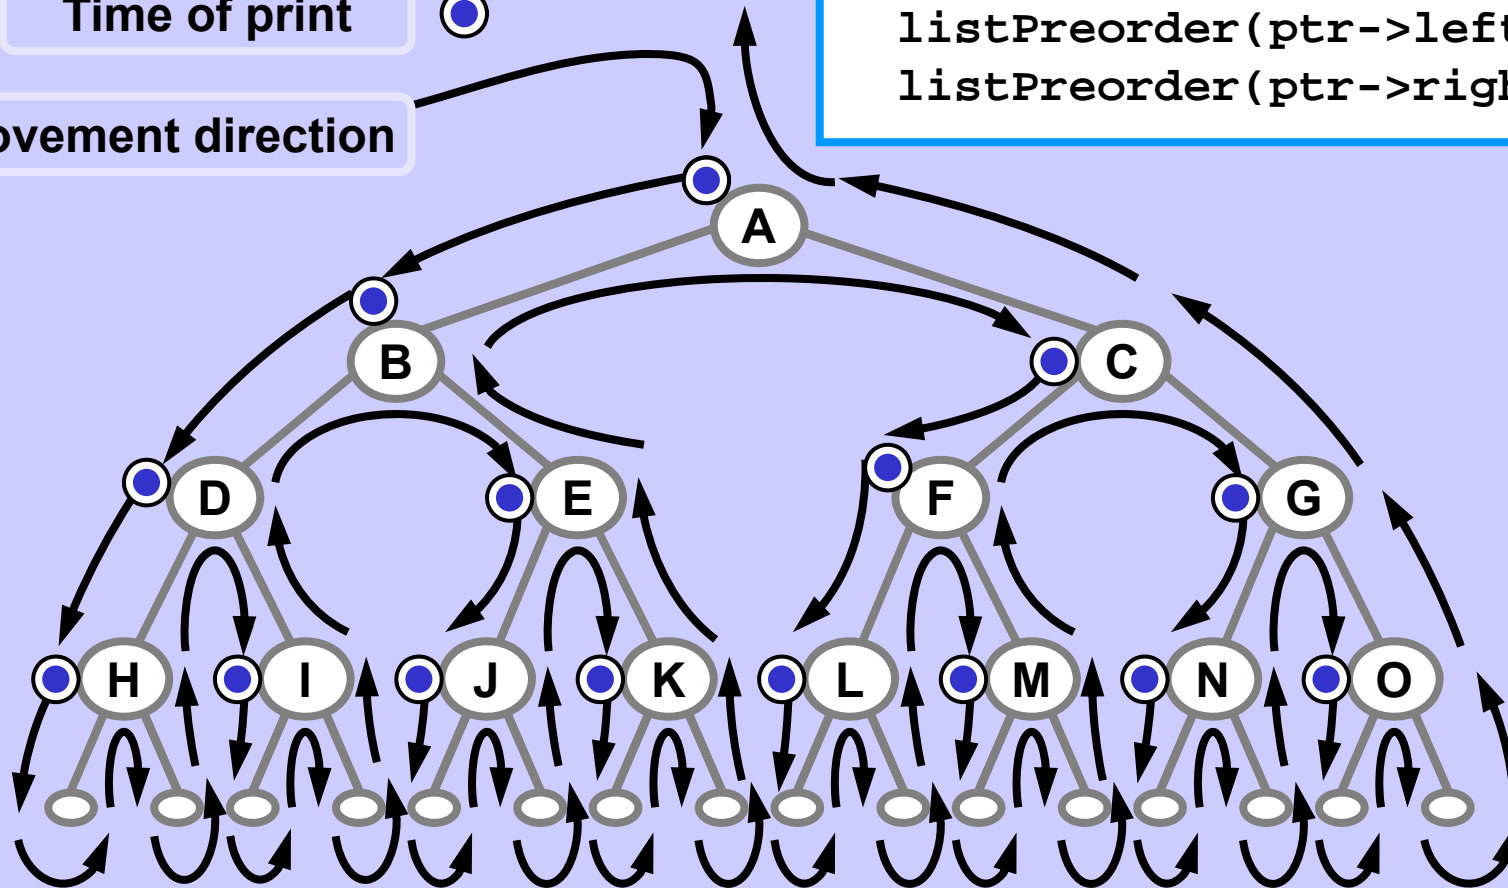 Time of print
ovement direction
listPreorder(ptr->left
listPreorder(ptr->righ
A
B
C
D
E
F
G
H
I
J
K
L
M
N
O